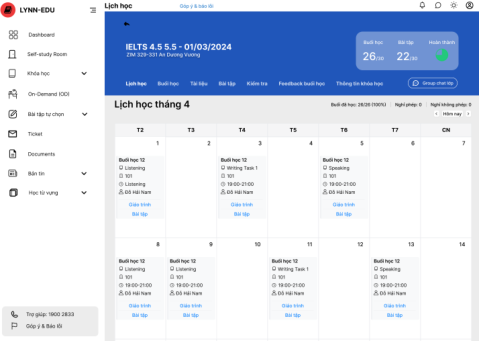 LYNN-EDU
Dashboard
Self-study Room
Khóa học
On-Demand (OD)
Bài tập tự chọn
Ticket
Documents
Bản tin
Học từ vựng
Trợ giúp: 1900 2833
Góp ý & Báo lỗi
Lịch học
Góp ý & báo lỗi
IELTS 4.5 5.5 - 01/03/2024
ZIM 329-331 An Dương Vương
Buổi học
Bài tập
Hoàn thành
26/30
22/30
Lịch học
Buổi học
Tài liệu
Bài tập
Kiểm tra
Feedback buổi học
Thông tin khóa học
Group chat lớp
Lịch học tháng 4
Buổi đã học: 26/26 (100%)
Nghỉ phép: 0
Nghỉ không phép: 0
Hôm nay
T2 T3 T4 T5 T6 T7 CN
1 2 3 4 5 6 7
Buổi học 12
Listening
101
Listening
Đỗ Hải Nam
Giáo trình
Bài tập
Buổi học 12
Writing Task 1
101
19:00-21:00
Đỗ Hải Nam
Giáo trình
Bài tập
Buổi học 12
Speaking
101
19:00-21:00
Đỗ Hải Nam
Giáo trình
Bài tập
8 9 10 11 12 13 14
Buổi học 12
Listening
101
19:00-21:00
Đỗ Hải Nam
Giáo trình
Bài tập
Buổi học 12
Listening
101
19:00-21:00
Đỗ Hải Nam
Giáo trình
Bài tập
Buổi học 12
Writing Task 1
101
19:00-21:00
Đỗ Hải Nam
Giáo trình
Bài tập
Buổi học 12
Speaking
101
19:00-21:00
Đỗ Hải Nam
Giáo trình
Bài tập